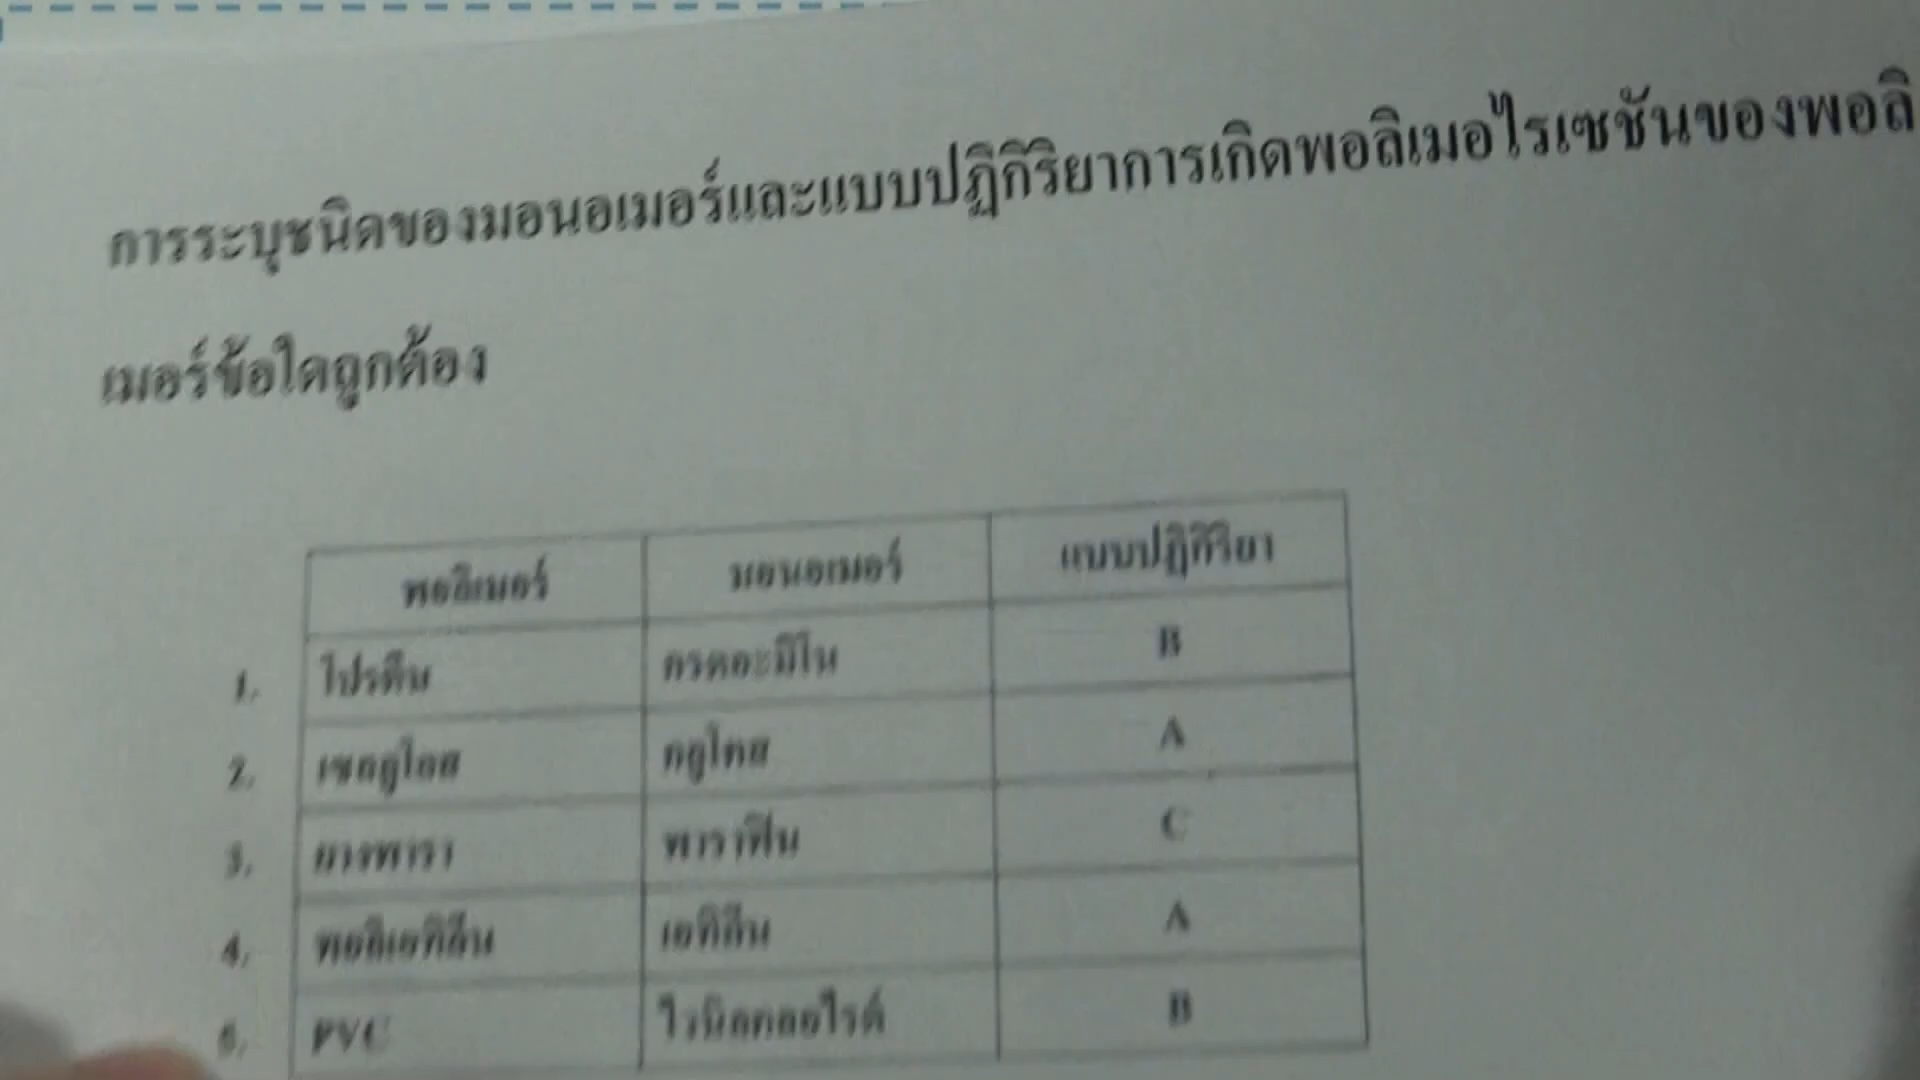 การระบุชนิดของมอนอเมอร์และแบบปฏิกิริยาการเกิดพอลิเมอไรเซชันของพอลิ
เมอร์ข้อใดถูกต้อง
พอลิเมอร์ มอนอเมอร์ แบบปฏิกิริยา
1. โปรตีน กรดอะมิโน B
2. เซลลูโลส กลูโคส A
3. ยางพารา พาราฟิน C
4. พอลิเอทิลีน เอทิลีน A
5. PVC ไวนิลคลอไรด์ B